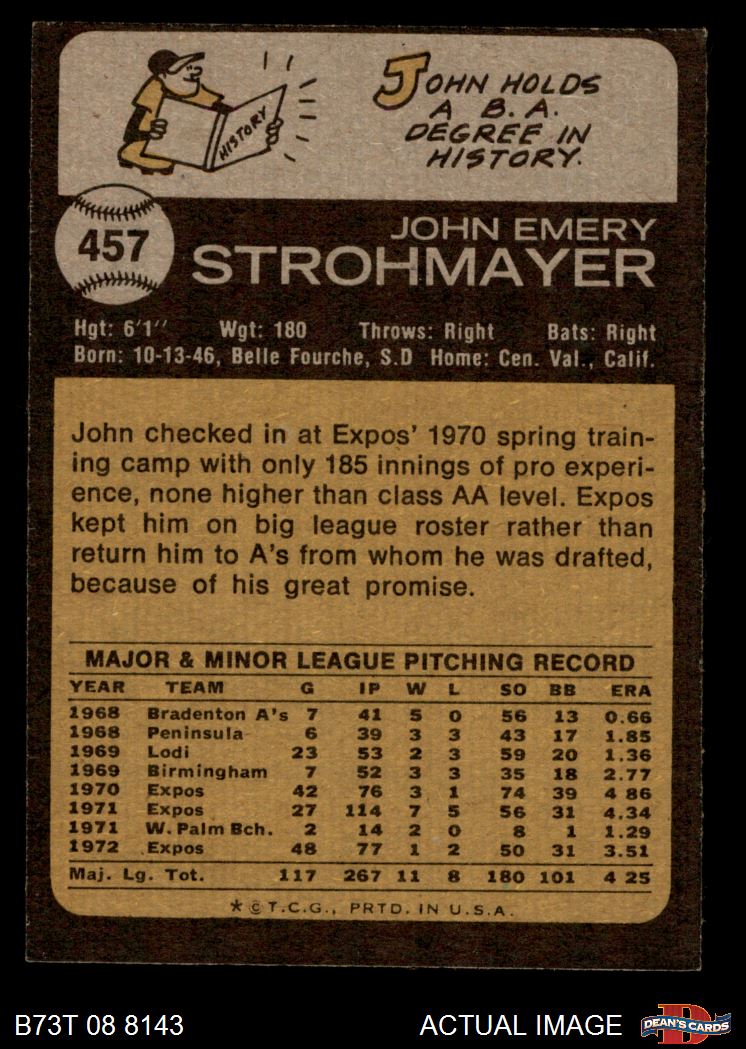 JOHN HOLDS
A B.A.
DEGREE IN
HISTORY.
HISTORY
457
JOHN EMERY
STROHMAYER
Hgt: 6'1" Wgt: 180 Throws: Right Bats: Right
Born: 10-13-46, Belle Fourche, S.D Home: Cen. Val., Calif.
John checked in at Expos' 1970 spring train-
ing camp with only 185 innings of pro experi-
ence, none higher than class AA level. Expos
kept him on big league roster rather than
return him to A's from whom he was drafted,
because of his great promise.
MAJOR & MINOR LEAGUE PITCHING RECORD
YEAR TEAM G IP W L SO BB ERA
1968 Bradenton A's 7 41 5 0 56 13 0.66
1968 Peninsula 6 39 3 3 43 17 1.85
1969 Lodi 23 53 2 3 59 20 1.36
1969 Birmingham 7 52 3 3 35 18 2.77
1970 Expos 42 76 3 1 74 39 4 86
1971 Expos 27 114 7 5 56 31 4.34
1971 W. Palm Bch. 2 14 2 0 8 1 1.29
1972 Expos 48 77 1 2 50 31 3.51
Maj. Lg. Tot. 117 267 11 8 180 101 4 25
* © T.C.G., PRTD. IN U.S.A.
B73T 08 8143 ACTUAL IMAGE
D
DEAN'S CARDS